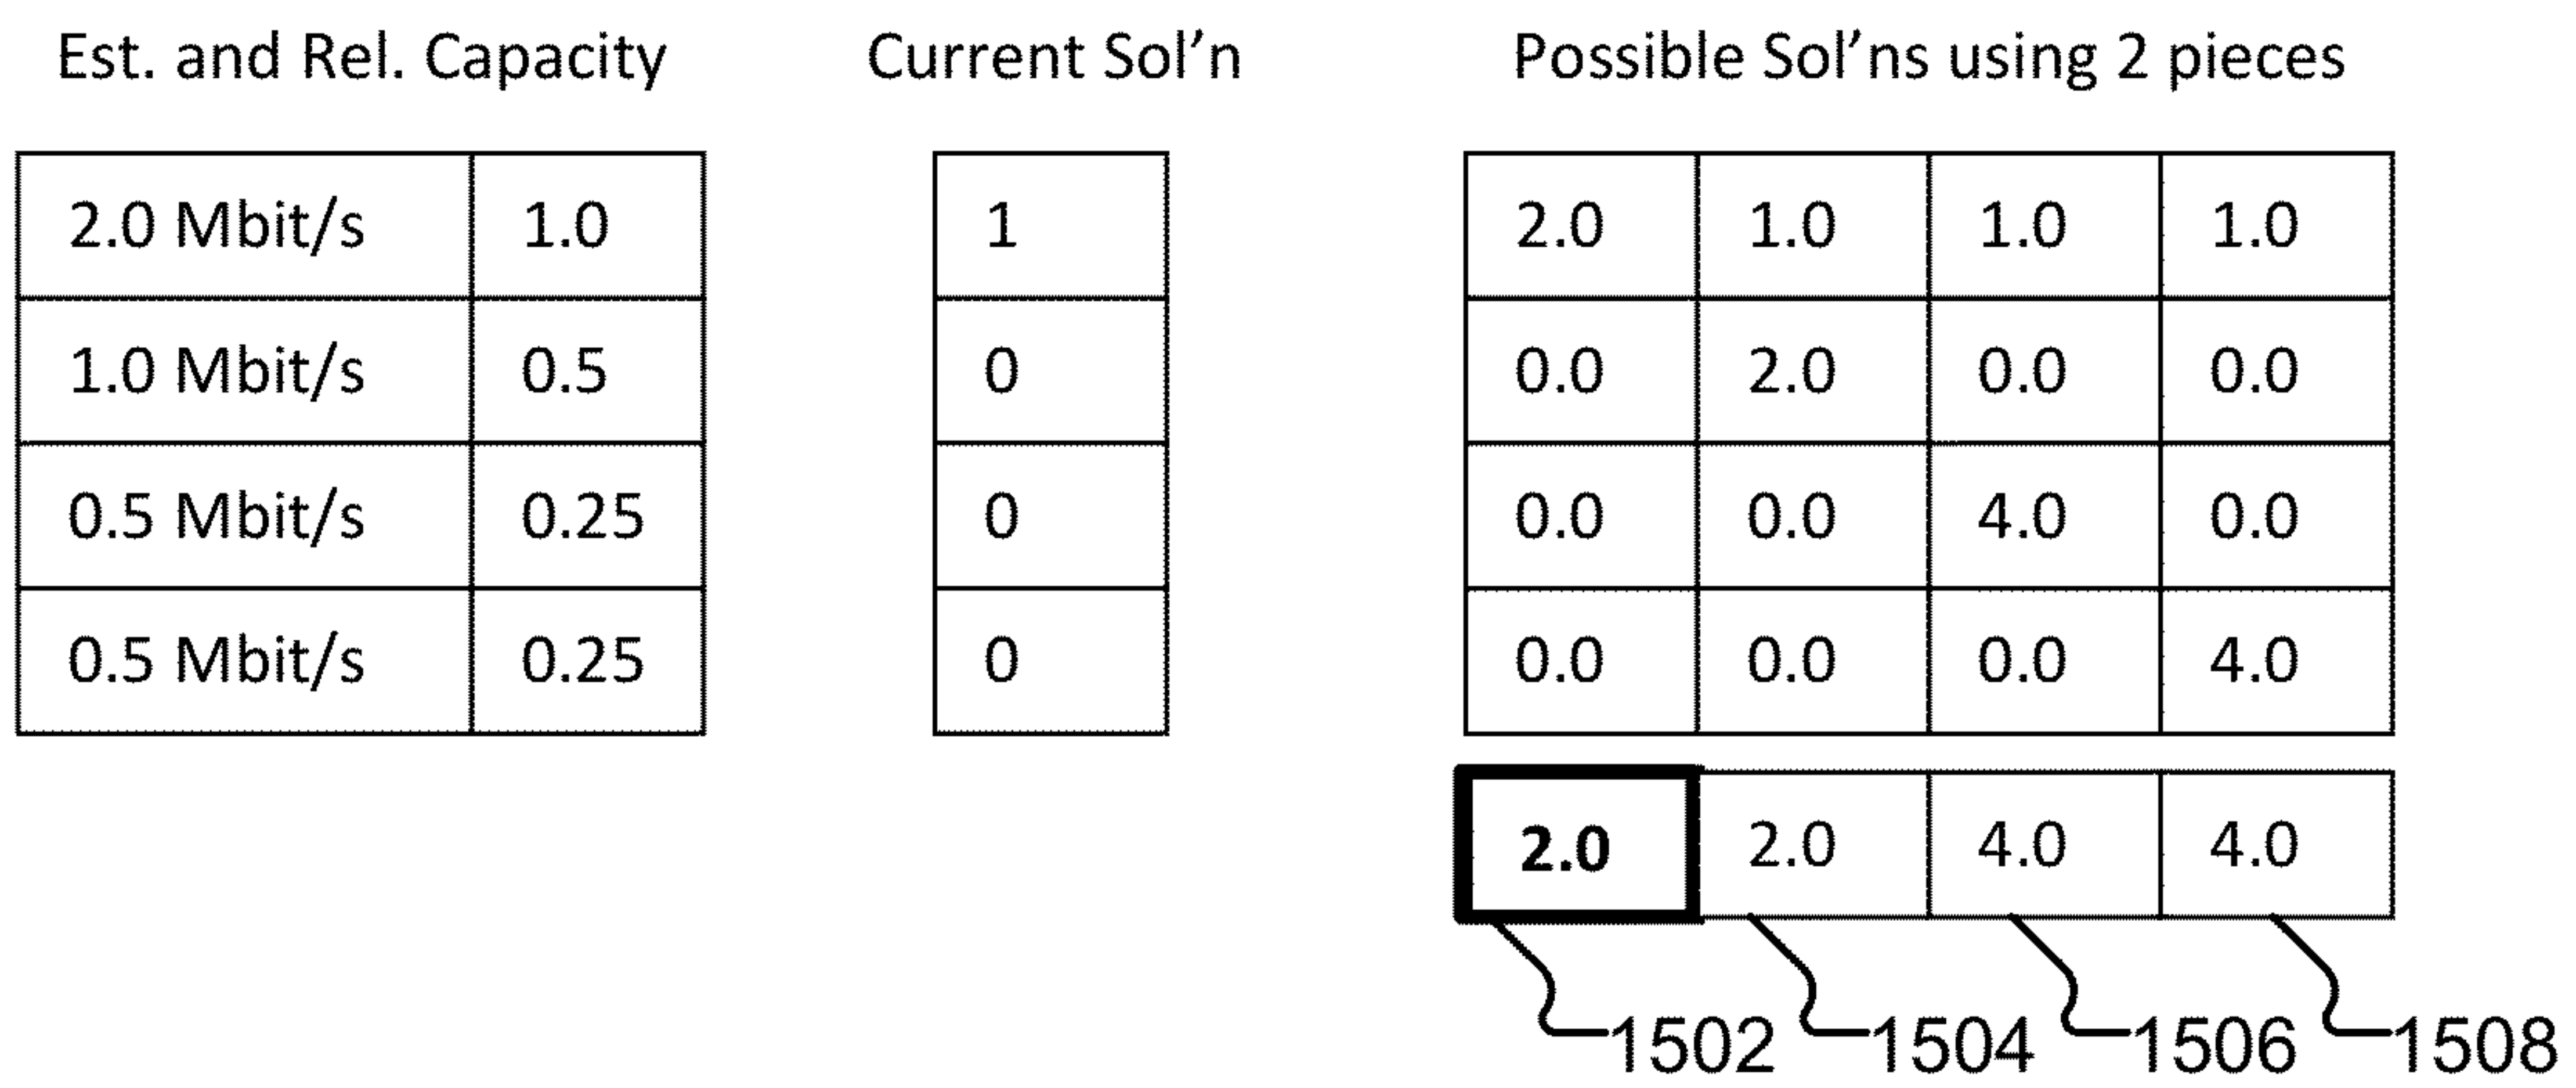 Est. and Rel. Capacity Current Sol'n Possible Sol'ns using 2 pieces
2.0 Mbit/s 1.0 1 2.0 1.0 1.0 1.0
1.0 Mbit/s 0.5 0 0.0 2.0 0.0 0.0
0.5 Mbit/s 0.25 0 0.0 0.0 4.0 0.0
0.5 Mbit/s 0.25 0 0.0 0.0 0.0 4.0
2.0 2.0 4.0 4.0
1502 1504 1506 1508